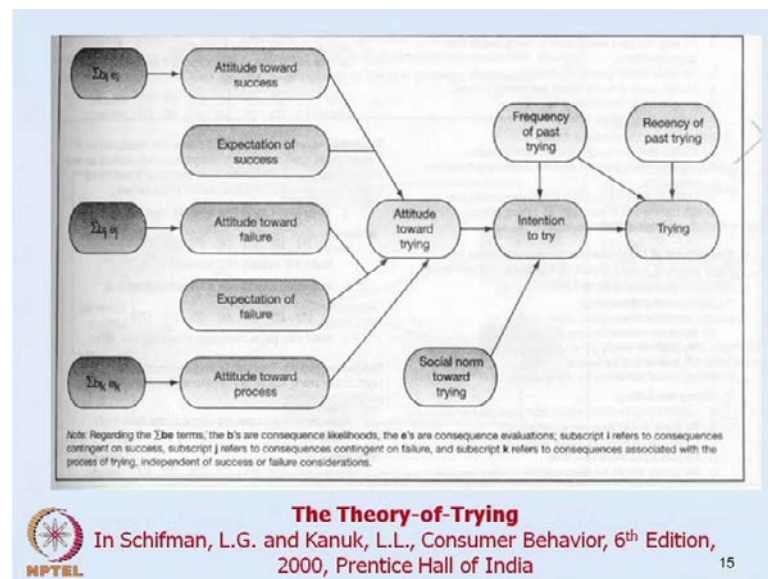 Σbᵢ eᵢ
Attitude toward
success
Expectation of
success
Frequency
of past
trying
Recency of
past trying
Σbⱼ eⱼ
Attitude toward
failure
Attitude
toward
trying
Intention
to try
Trying
Expectation of
failure
Σbₖ eₖ
Attitude toward
process
Social norm
toward
trying
Note: Regarding the Σbe terms, the b's are consequence likelihoods, the e's are consequence evaluations; subscript i refers to consequences
contingent on success, subscript j refers to consequences contingent on failure, and subscript k refers to consequences associated with the
process of trying, independent of success or failure considerations.
The Theory-of-Trying
In Schifman, L.G. and Kanuk, L.L., Consumer Behavior, 6th Edition,
2000, Prentice Hall of India
15
NPTEL